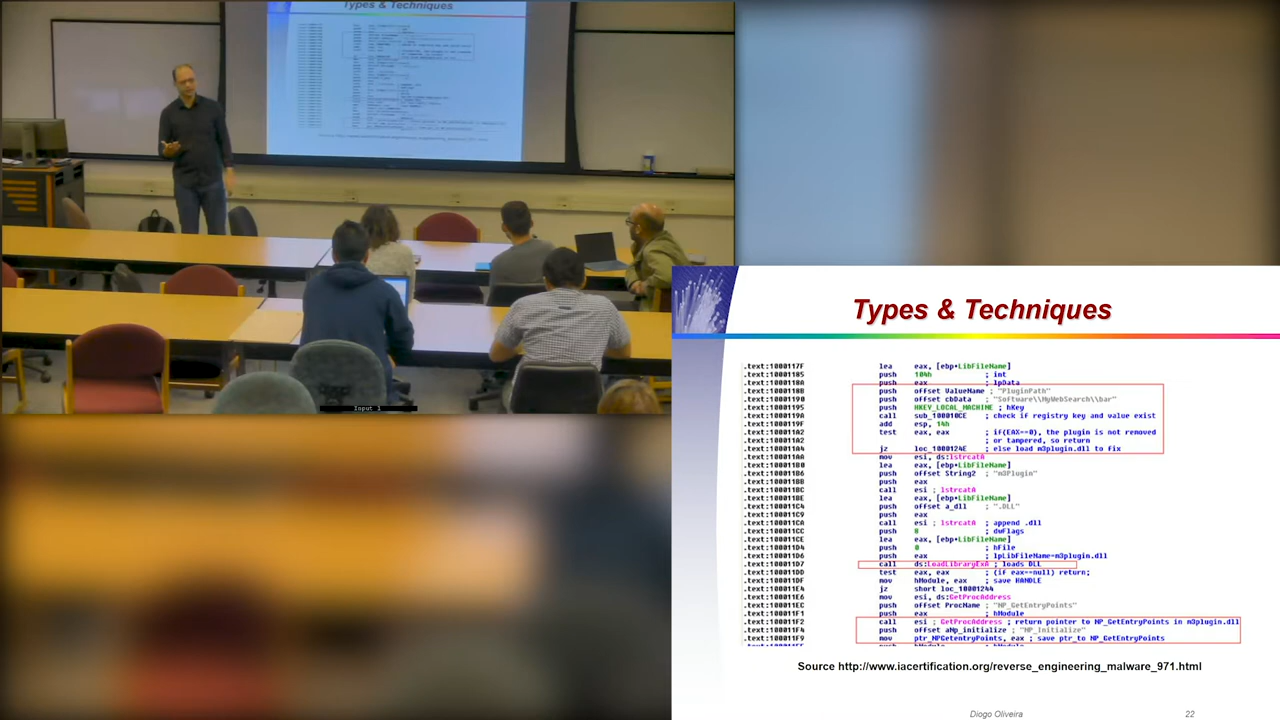 Types & Techniques
Input 1
Types & Techniques
.text:1000117F lea eax, [ebp+LibFileName]
.text:10001185 push 104h ; int
.text:1000118A push eax ; lpData
.text:1000118B push offset ValueName ; "PluginPath"
.text:10001190 push offset cbData ; "Software\\MyWebSearch\\bar"
.text:10001195 push HKEY_LOCAL_MACHINE ; hKey
.text:1000119A call sub_100010CE ; check if registry key and value exist
.text:1000119F add esp, 14h
.text:100011A2 test eax, eax ; if(EAX==0), the plugin is not removed
.text:100011A2 ; or tampered, so return
.text:100011A4 jz loc_1000124E ; else load m3plugin.dll to fix
.text:100011AA mov esi, ds:lstrcatA
.text:100011B0 lea eax, [ebp+LibFileName]
.text:100011B6 push offset String2 ; "m3Plugin"
.text:100011BB push eax
.text:100011BC call esi ; lstrcatA
.text:100011BE lea eax, [ebp+LibFileName]
.text:100011C4 push offset a_dll ; ".DLL"
.text:100011C9 push eax
.text:100011CA call esi ; lstrcatA ; append .dll
.text:100011CC push 8 ; dwFlags
.text:100011CE lea eax, [ebp+LibFileName]
.text:100011D4 push 0 ; hFile
.text:100011D6 push eax ; lpLibFileName=m3plugin.dll
.text:100011D7 call ds:LoadLibraryExA ; loads DLL
.text:100011DD test eax, eax ; (if eax==null) return;
.text:100011DF mov hModule, eax ; save HANDLE
.text:100011E4 jz short loc_10001244
.text:100011E6 mov esi, ds:GetProcAddress
.text:100011EC push offset ProcName ; "NP_GetEntryPoints"
.text:100011F1 push eax ; hModule
.text:100011F2 call esi ; GetProcAddress ; return pointer to NP_GetEntryPoints in m3plugin.dll
.text:100011F4 push offset aNp_initialize ; "NP_Initialize"
.text:100011F9 mov ptr_NPGetentryPoints, eax ; save ptr_to NP_GetEntryPoints
Source http://www.iacertification.org/reverse_engineering_malware_971.html
Diogo Oliveira 22